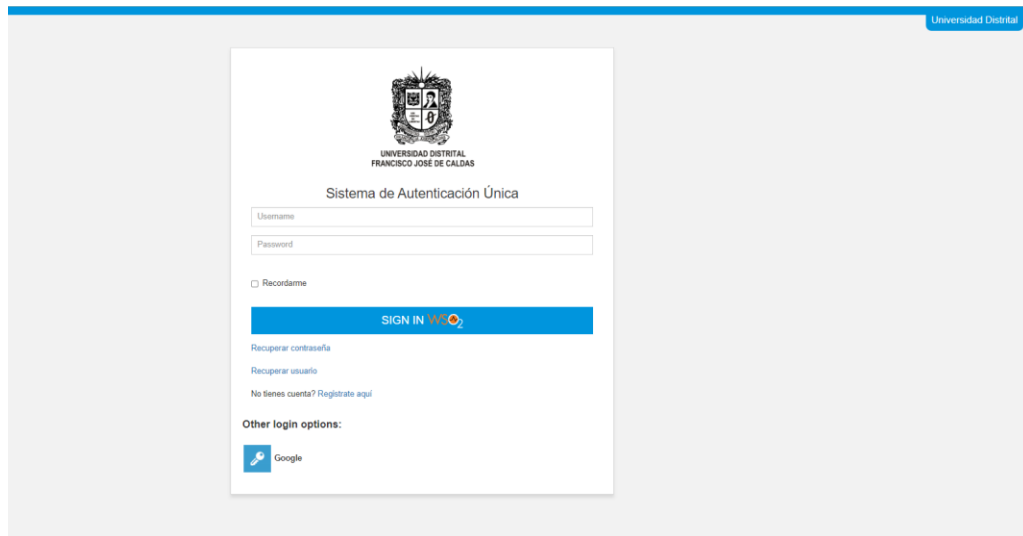 Universidad Distrital
UNIVERSIDAD DISTRITAL
FRANCISCO JOSÉ DE CALDAS
Sistema de Autenticación Única
Username
Password
Recordarme
SIGN IN WSO2
Recuperar contraseña
Recuperar usuario
No tienes cuenta? Registrate aquí
Other login options:
Google